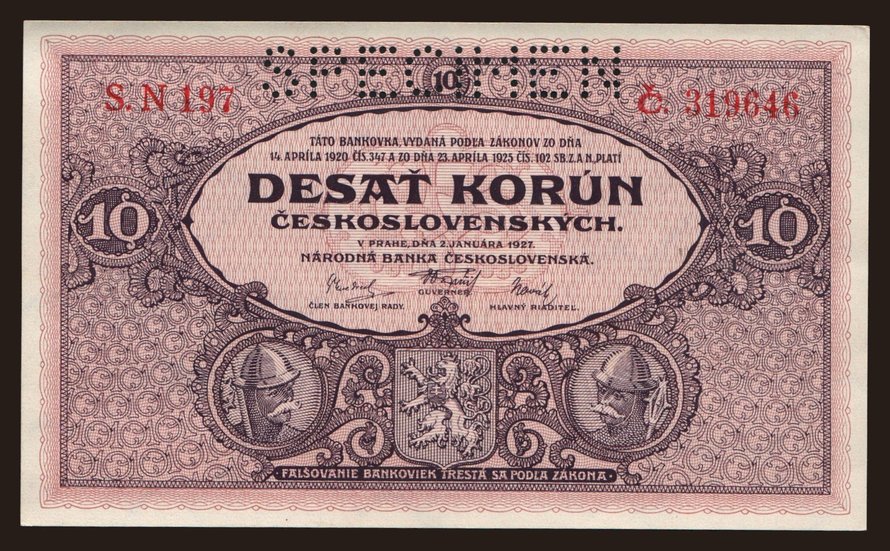 SPECIMEN
10
S. N 197
Č. 319646
TÁTO BANKOVKA, VYDANÁ PODĽA ZÁKONOV ZO DŇA
14. APRÍLA 1920 ČÍS. 347 A ZO DŇA 23. APRÍLA 1925 ČÍS. 102 SB. Z. A N. PLATÍ
DESAŤ KORÚN
ČESKOSLOVENSKÝCH.
10
10
V PRAHE, DŇA 2. JANUÁRA 1927.
NÁRODNÁ BANKA ČESKOSLOVENSKÁ.
GUVERNER.
ČLEN BAŇKOVEJ RADY.
HLAVNÝ RIADITEĽ.
FALŠOVANIE BANKOVIEK TRESTÁ SA PODĽA ZÁKONA